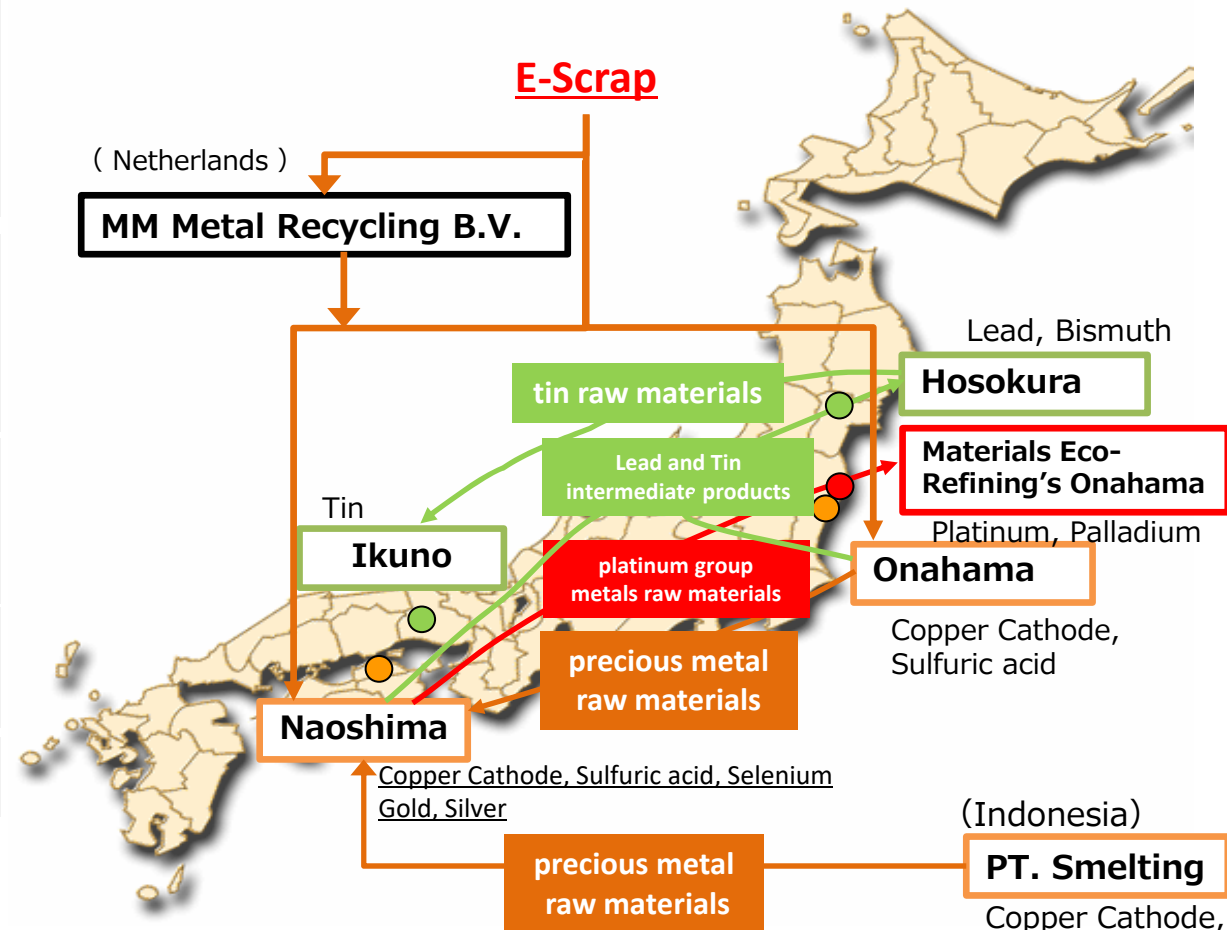 E-Scrap
( Netherlands )
MM Metal Recycling B.V.
Lead, Bismuth
Hosokura
tin raw materials
Materials Eco-
Refining's Onahama
Platinum, Palladium
Lead and Tin
intermediate products
Tin
Ikuno
platinum group
metals raw materials
Onahama
Copper Cathode,
Sulfuric acid
precious metal
raw materials
Naoshima
Copper Cathode, Sulfuric acid, Selenium
Gold, Silver
(Indonesia)
PT. Smelting
precious metal
raw materials
Copper Cathode,